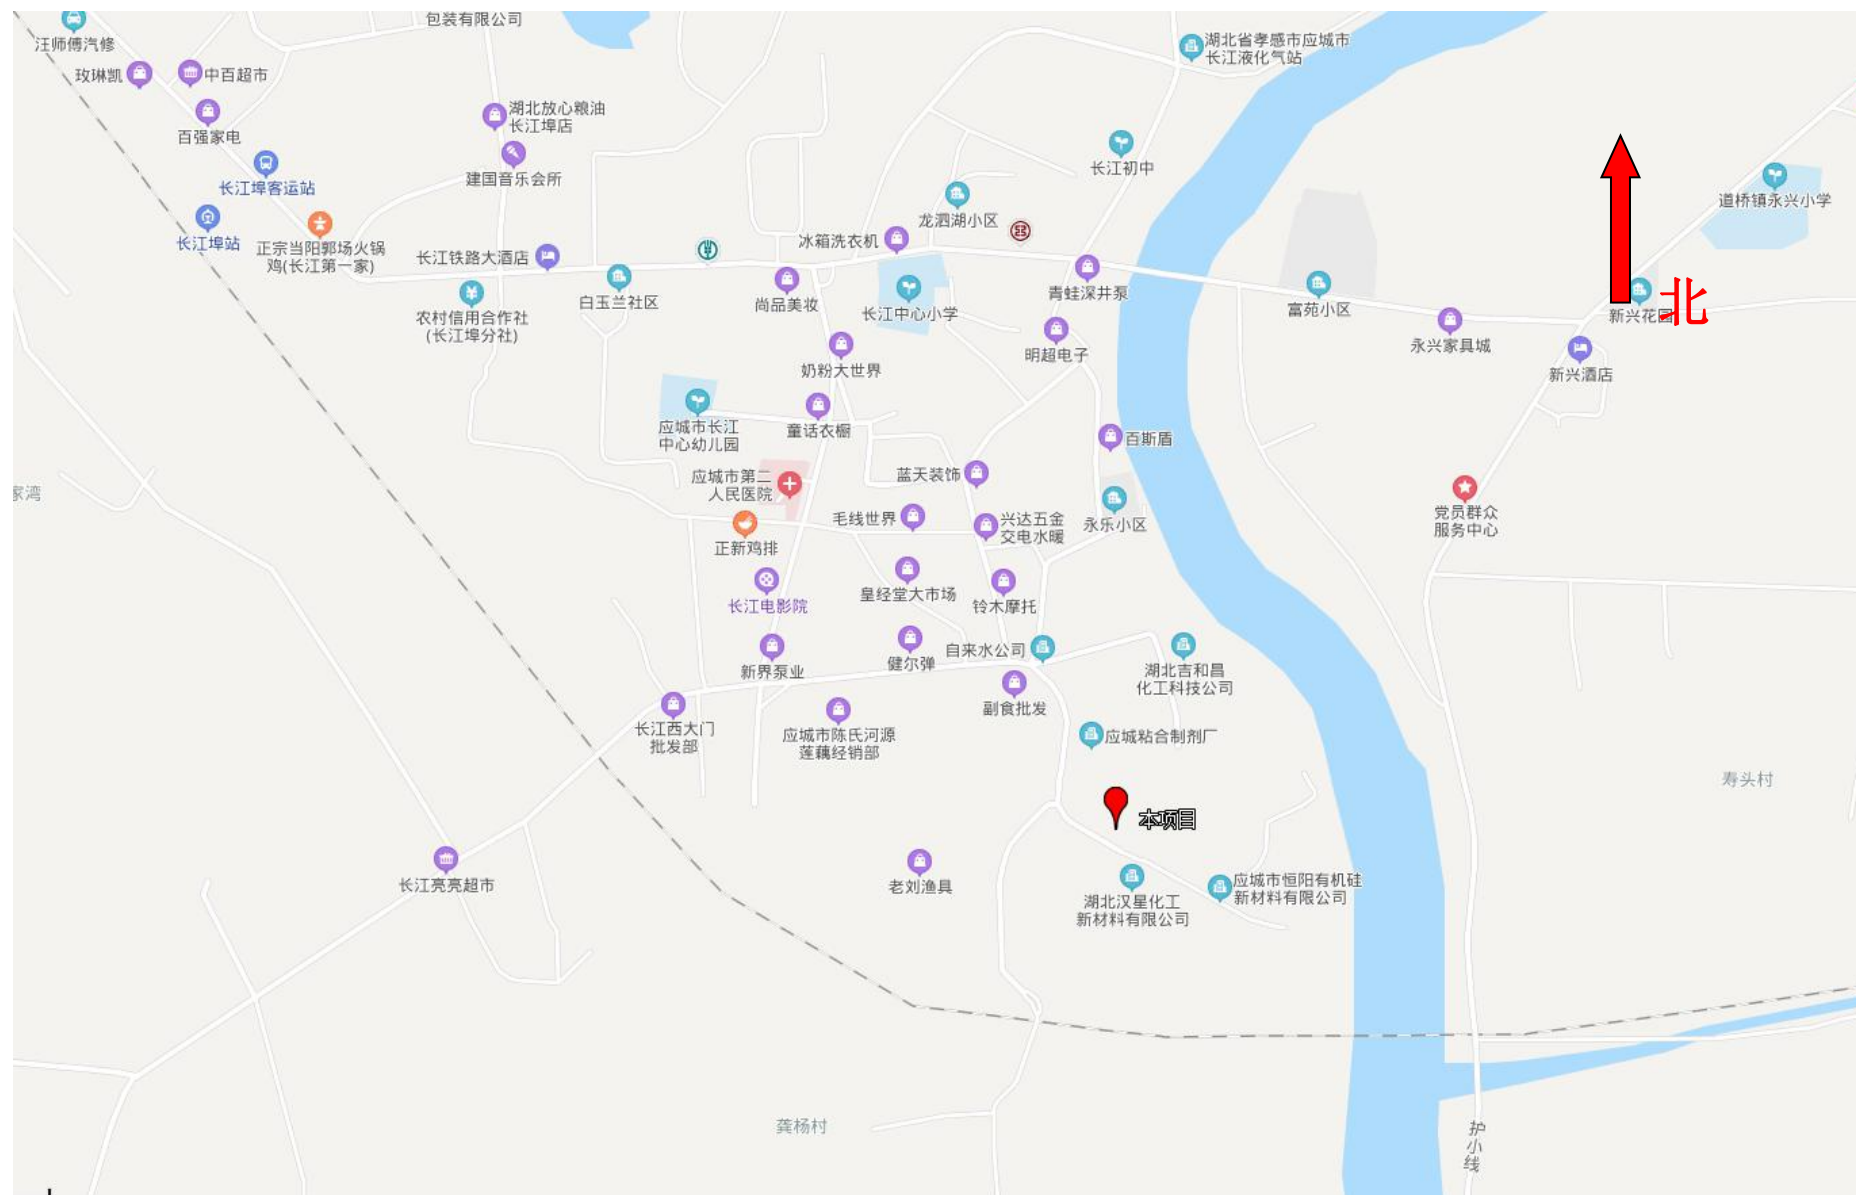 包装有限公司
汪师傅汽修
湖北省孝感市应城市
长江液化气站
玫琳凯
中百超市
湖北放心粮油
长江埠店
百强家电
长江初中
建国音乐会所
长江埠客运站
道桥镇永兴小学
龙泗湖小区
长江埠站
冰箱洗衣机
正宗当阳郭场火锅
鸡(长江第一家)
长江铁路大酒店
青蛙深井泵
白玉兰社区
尚品美妆
长江中心小学
富苑小区
新兴花园
北
农村信用合作社
(长江埠分社)
永兴家具城
明超电子
奶粉大世界
新兴酒店
应城市长江
中心幼儿园
童话衣橱
百斯盾
应城市第二
人民医院
蓝天装饰
家湾
党员群众
服务中心
毛线世界
兴达五金
交电水暖
永乐小区
正新鸡排
皇经堂大市场
铃木摩托
长江电影院
自来水公司
健尔弹
新界泵业
湖北吉和昌
化工科技公司
副食批发
长江西大门
批发部
应城市陈氏河源
莲藕经销部
应城粘合制剂厂
寿头村
本项目
长江亮亮超市
老刘渔具
湖北汉星化工
新材料有限公司
应城市恒阳有机硅
新材料有限公司
龚杨村
护小线